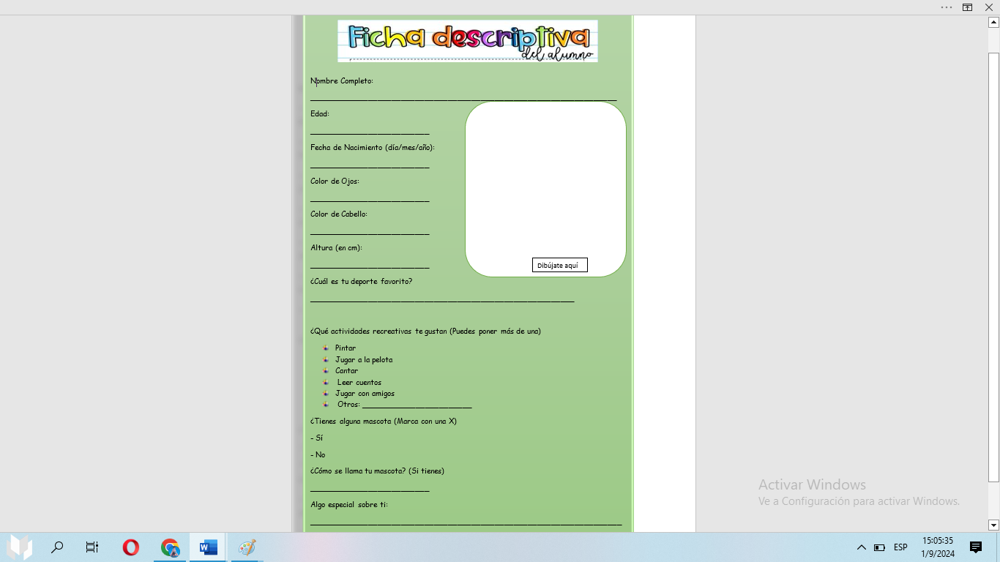 Ficha descriptiva
del alumno
Nombre Completo:
Edad:
Fecha de Nacimiento (día/mes/año):
Color de Ojos:
Color de Cabello:
Altura (en cm):
Dibújate aquí
¿Cuál es tu deporte favorito?
¿Qué actividades recreativas te gustan (Puedes poner más de una)
Pintar
Jugar a la pelota
Cantar
Leer cuentos
Jugar con amigos
Otros: _______________________
¿Tienes alguna mascota (Marca con una X)
- Sí
- No
¿Cómo se llama tu mascota? (Si tienes)
Algo especial sobre ti:
Activar Windows
Ve a Configuración para activar Windows.
ESP
15:05:35
1/9/2024